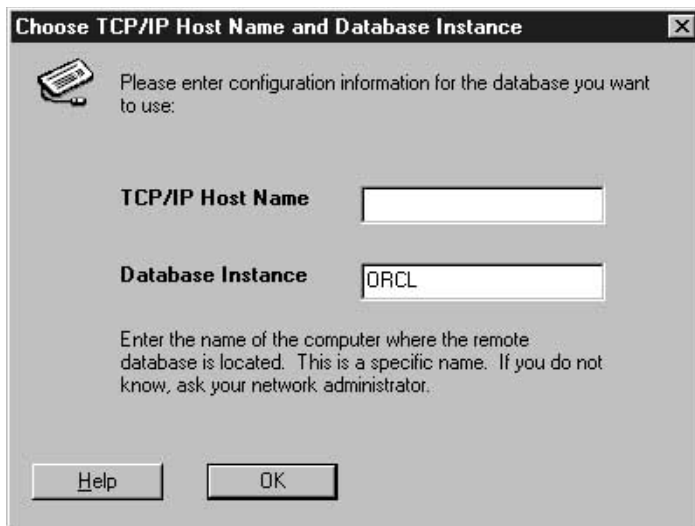 Choose TCP/IP Host Name and Database Instance
Please enter configuration information for the database you want
to use:
TCP/IP Host Name
Database Instance
ORCL
Enter the name of the computer where the remote
database is located.  This is a specific name.  If you do not
know, ask your network administrator.
Help
OK